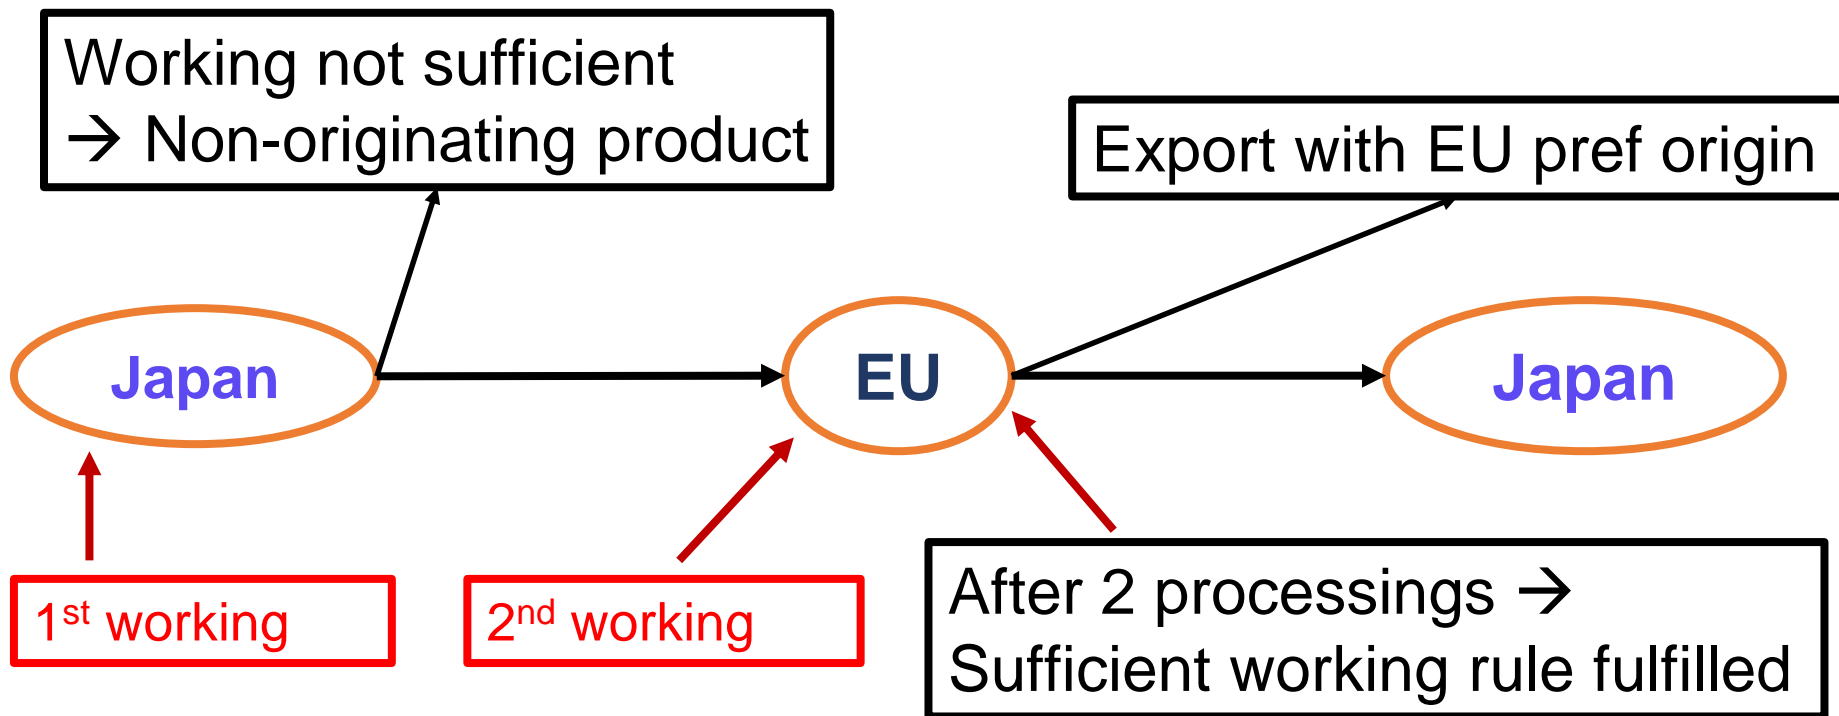 Working not sufficient
→ Non-originating product
Export with EU pref origin
Japan
EU
Japan
1st working
2nd working
After 2 processings →
Sufficient working rule fulfilled